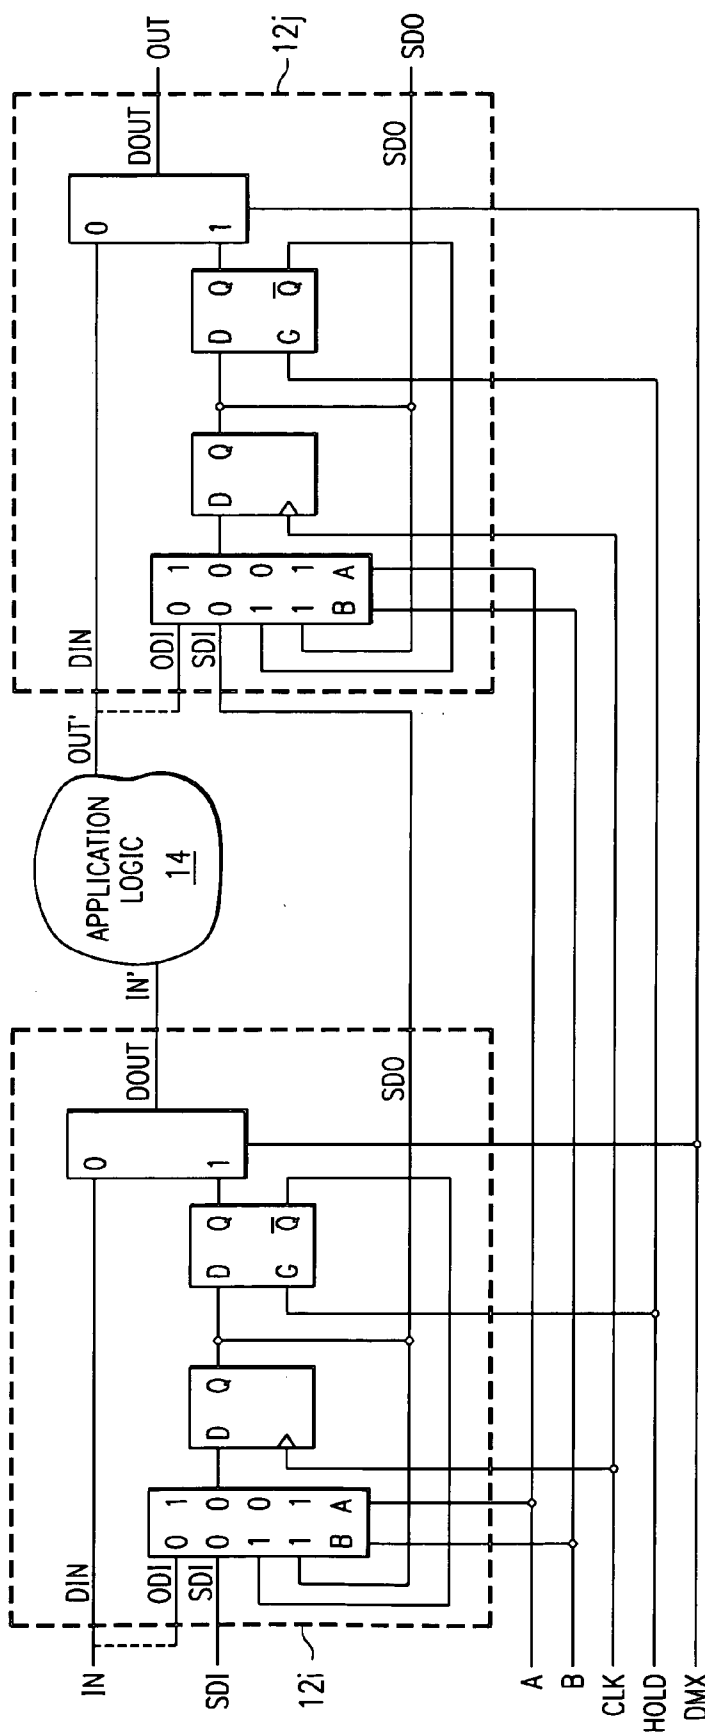 IN
DIN
ODI
SDI
SDI
0 1
0 0
1 0
1 1
B A
D Q
D Q
G Q̅
0
1
DOUT
SDO
12i
IN'
APPLICATION
LOGIC
14
OUT'
DIN
ODI
SDI
0 1
0 0
1 0
1 1
B A
D Q
D Q
G Q̅
0
1
DOUT
OUT
12j
SDO
SDO
A
B
CLK
HOLD
DMX